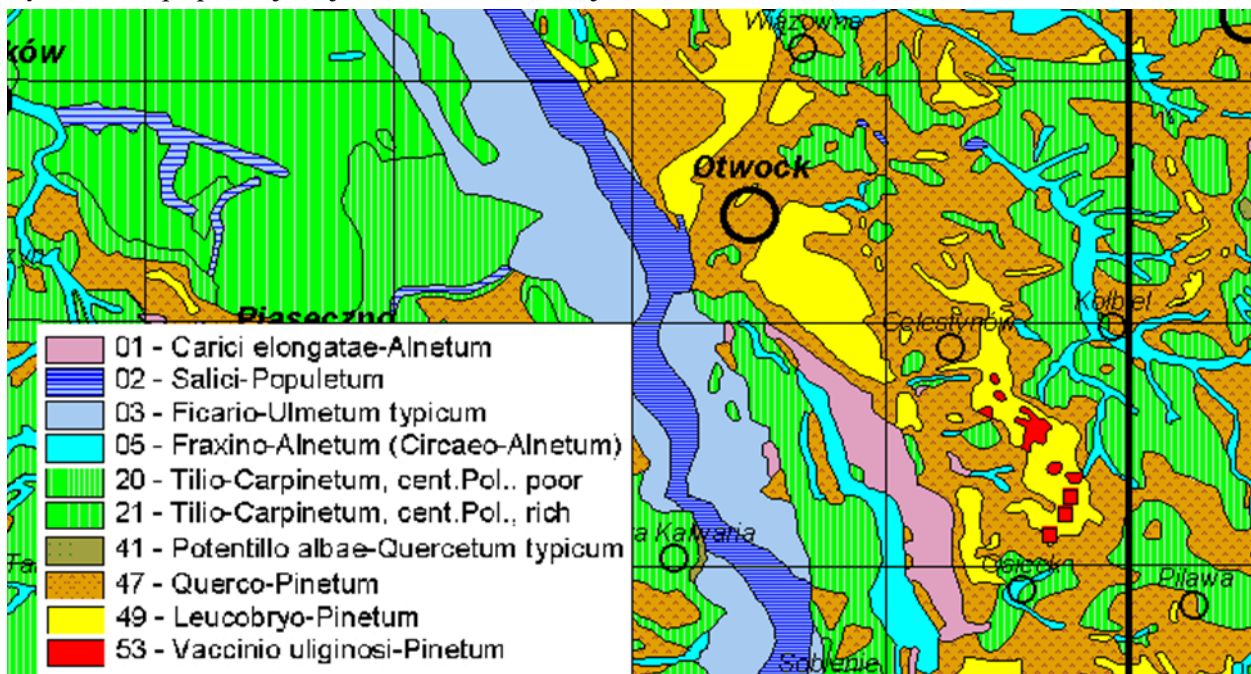 Wiązowna
ków
Otwock
Piaseczno
Kołbiel
Celestynów
01 - Carici elongatae-Alnetum
02 - Salici-Populetum
03 - Ficario-Ulmetum typicum
05 - Fraxino-Alnetum (Circaeo-Alnetum)
20 - Tilio-Carpinetum, cent.Pol., poor
21 - Tilio-Carpinetum, cent.Pol., rich
a Kalwaria
41 - Potentillo albae-Quercetum typicum
Osieck
Pilawa
47 - Querco-Pinetum
49 - Leucobryo-Pinetum
53 - Vaccinio uliginosi-Pinetum
Sobienie